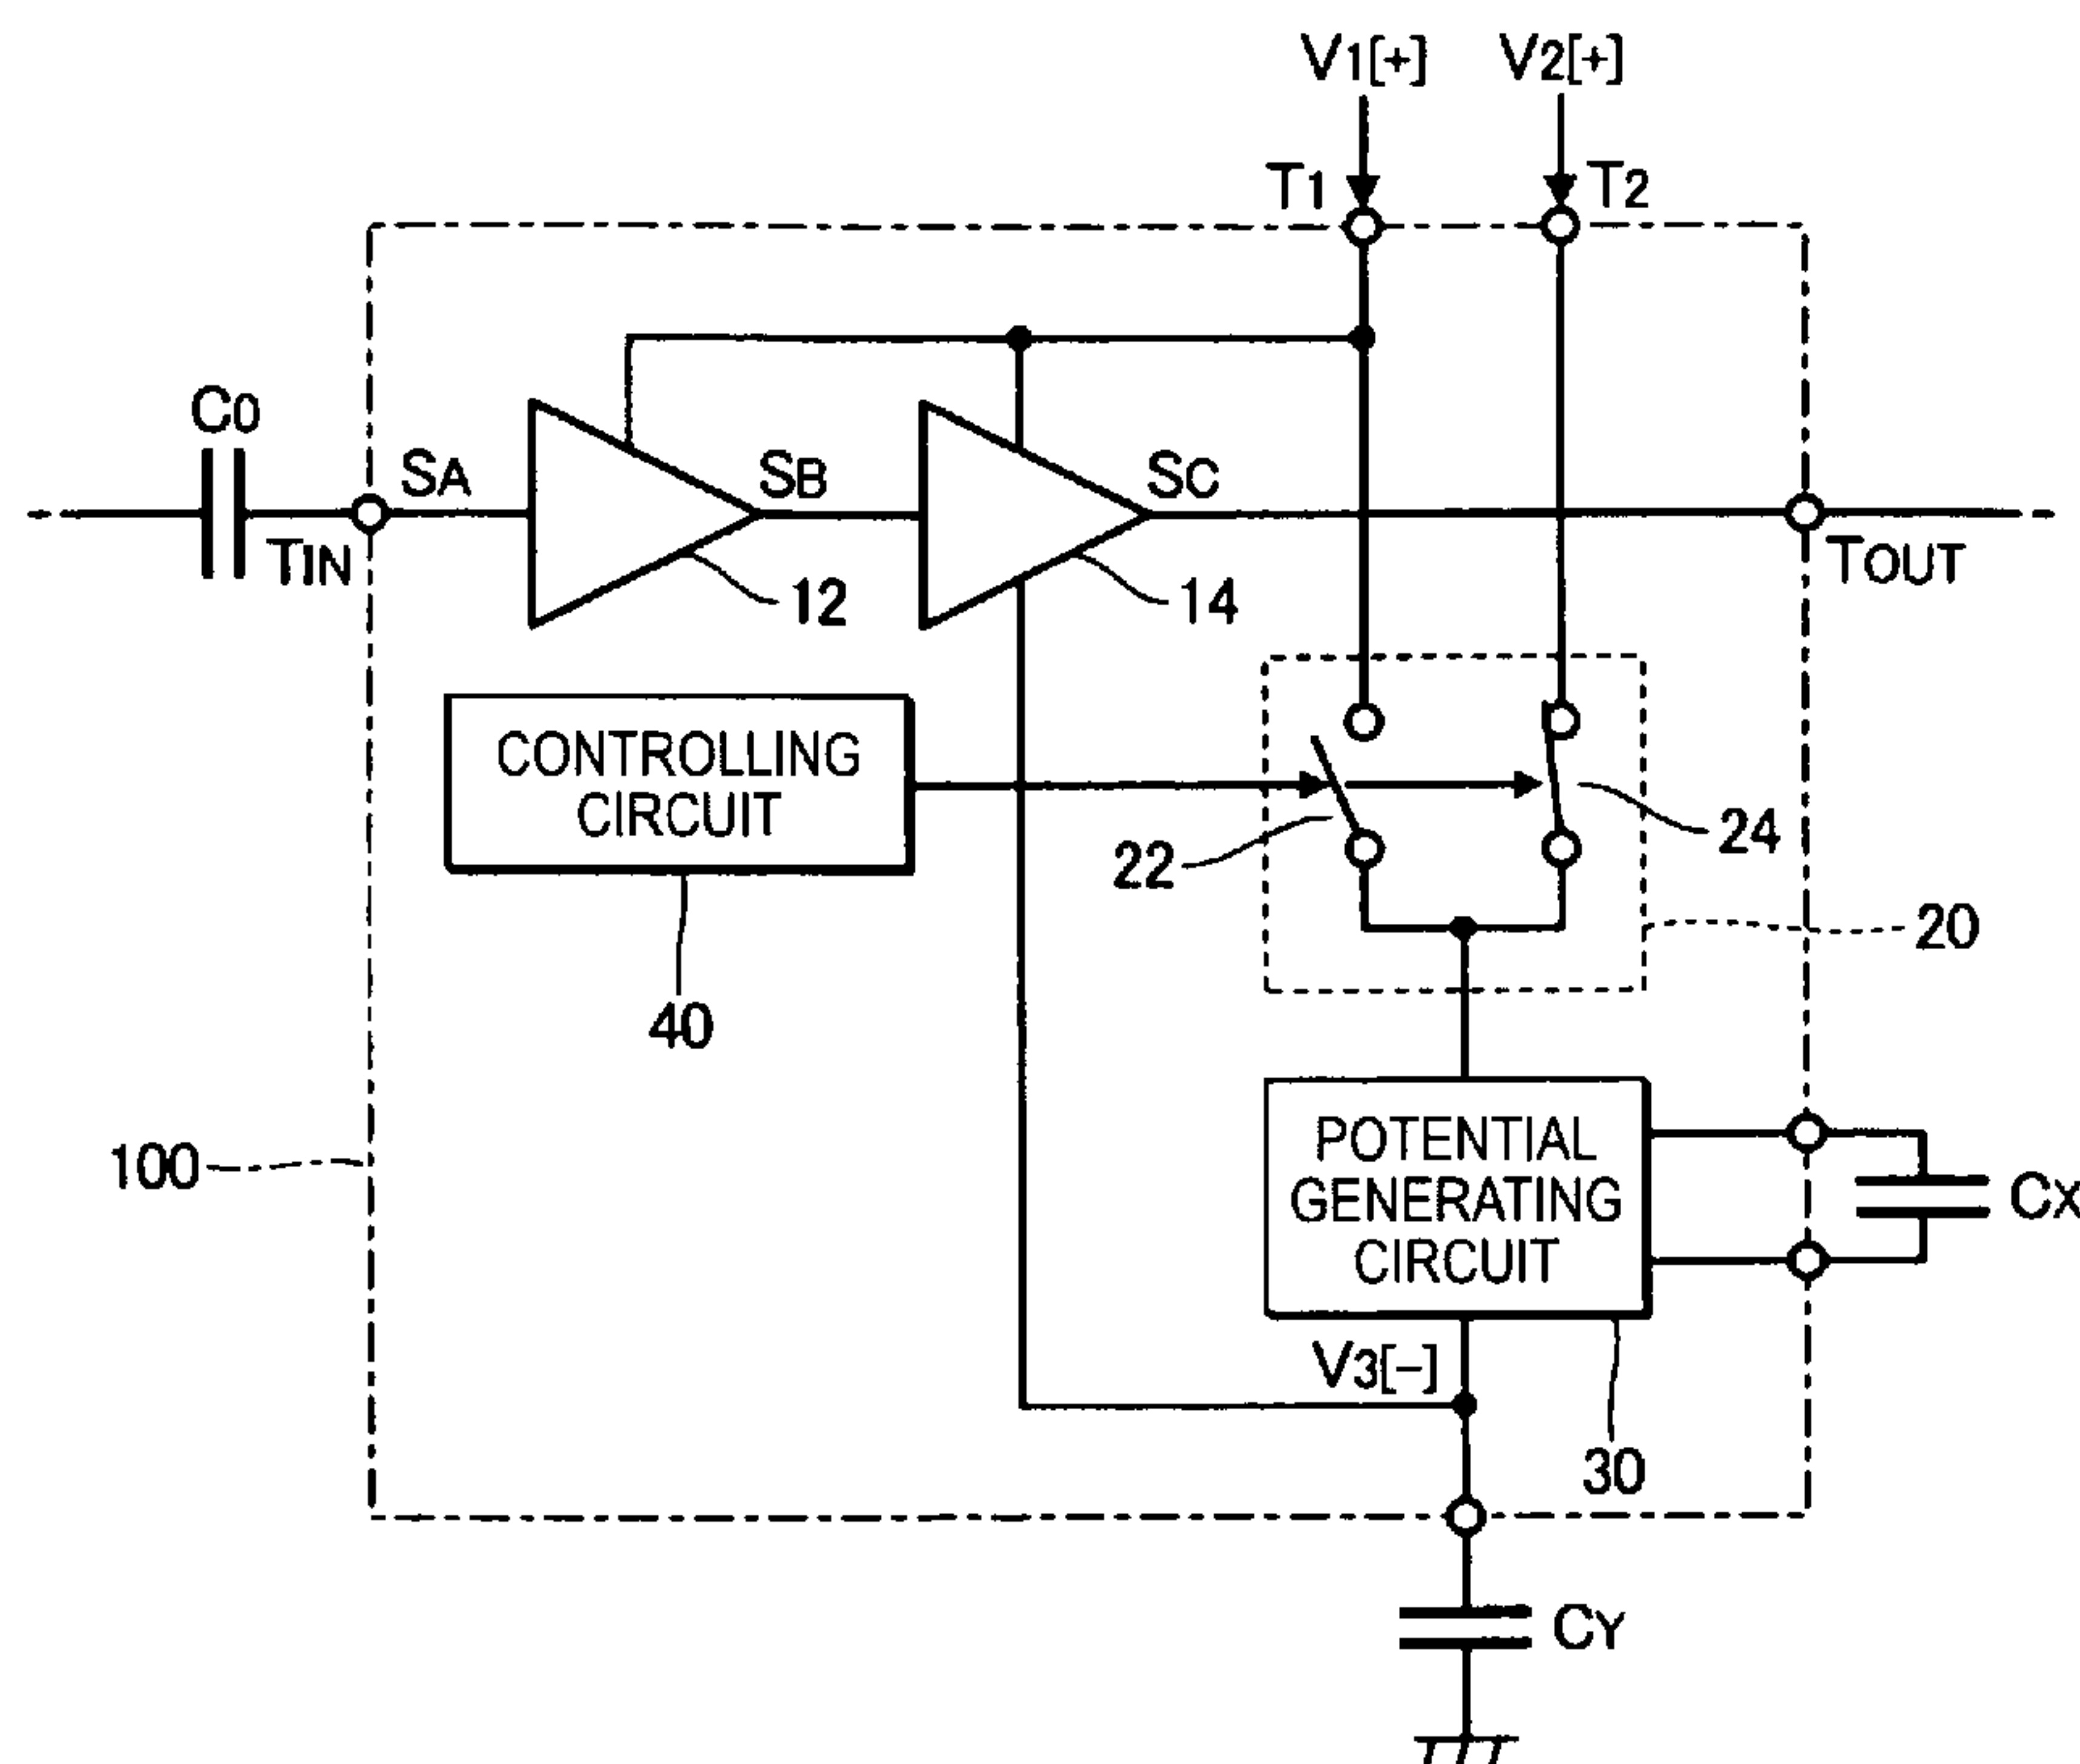 V1[+] V2[+]
T1 T2
C0
SA SB SC
TIN TOUT
12 14
CONTROLLING
CIRCUIT
22 24
20
40
POTENTIAL
GENERATING
CIRCUIT
100
CX
V3[−]
30
CY